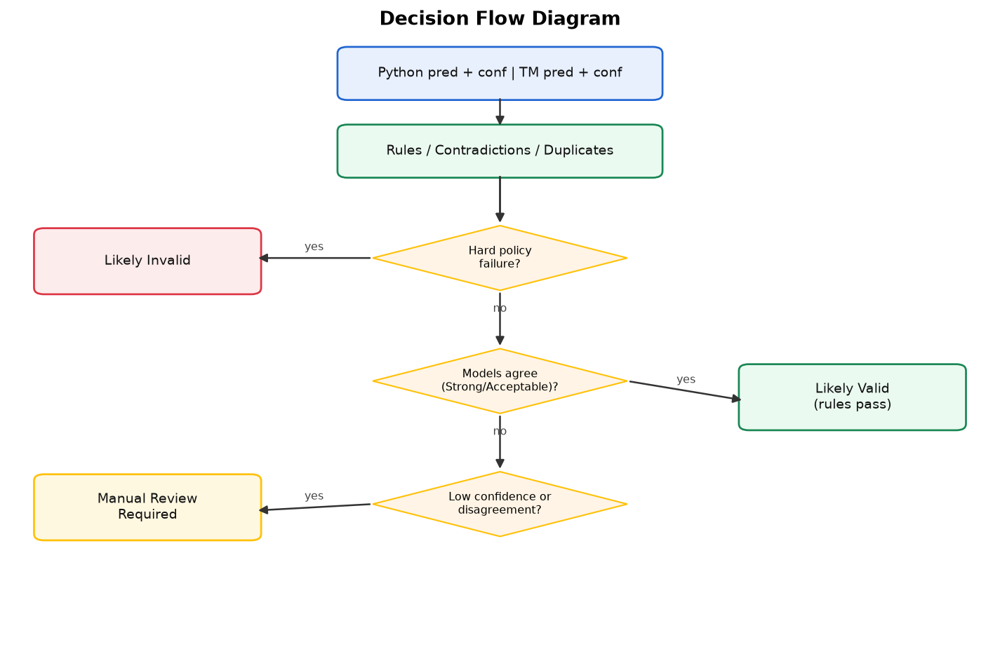 Decision Flow Diagram
Python pred + conf | TM pred + conf
Rules / Contradictions / Duplicates
Hard policy
failure?
yes
Likely Invalid
no
Models agree
(Strong/Acceptable)?
yes
Likely Valid
(rules pass)
no
Low confidence or
disagreement?
yes
Manual Review
Required